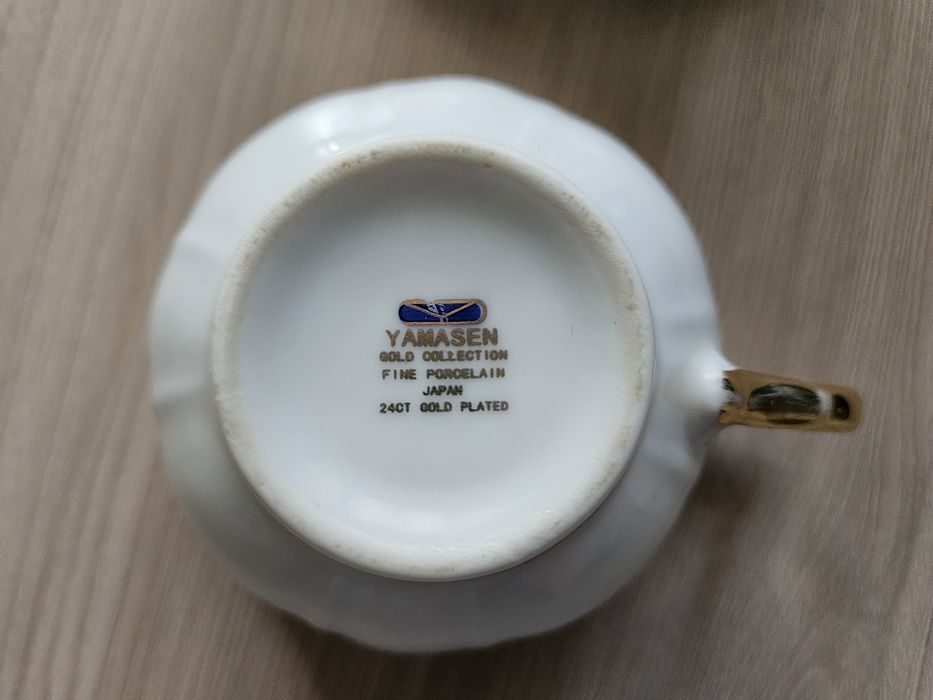 YAMASEN
GOLD COLLECTION
FINE PORCELAIN
JAPAN
24CT GOLD PLATED